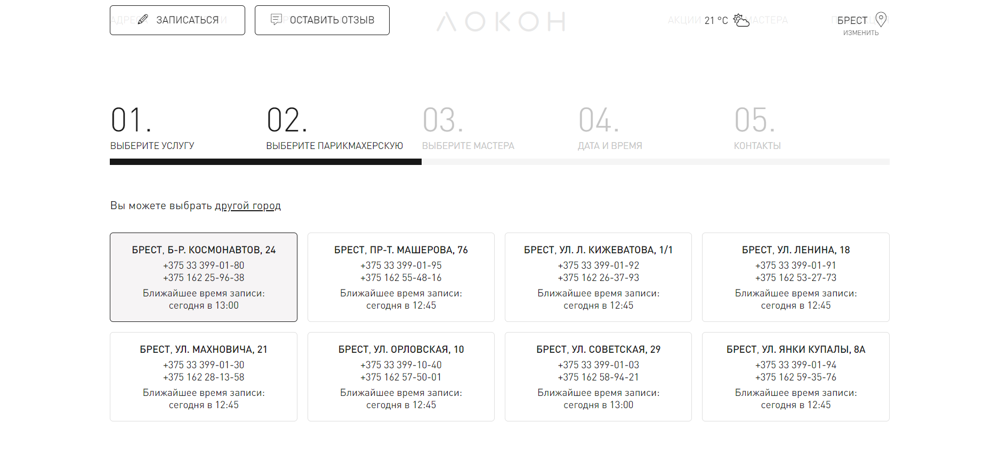 ЗАПИСАТЬСЯ
ОСТАВИТЬ ОТЗЫВ
ЛОКОН
АКЦИИ
21 °C
МАСТЕРА
БРЕСТ
ИЗМЕНИТЬ
01.
ВЫБЕРИТЕ УСЛУГУ
02.
ВЫБЕРИТЕ ПАРИКМАХЕРСКУЮ
03.
ВЫБЕРИТЕ МАСТЕРА
04.
ДАТА И ВРЕМЯ
05.
КОНТАКТЫ
Вы можете выбрать другой город
БРЕСТ, Б-Р. КОСМОНАВТОВ, 24
+375 33 399-01-80
+375 162 25-96-38
Ближайшее время записи:
сегодня в 13:00
БРЕСТ, ПР-Т. МАШЕРОВА, 76
+375 33 399-01-95
+375 162 55-48-16
Ближайшее время записи:
сегодня в 12:45
БРЕСТ, УЛ. Л. КИЖЕВАТОВА, 1/1
+375 33 399-01-92
+375 162 26-37-93
Ближайшее время записи:
сегодня в 12:45
БРЕСТ, УЛ. ЛЕНИНА, 18
+375 33 399-01-91
+375 162 53-27-73
Ближайшее время записи:
сегодня в 12:45
БРЕСТ, УЛ. МАХНОВИЧА, 21
+375 33 399-01-30
+375 162 28-13-58
Ближайшее время записи:
сегодня в 12:45
БРЕСТ, УЛ. ОРЛОВСКАЯ, 10
+375 33 399-10-40
+375 162 57-50-01
Ближайшее время записи:
сегодня в 12:45
БРЕСТ, УЛ. СОВЕТСКАЯ, 29
+375 33 399-01-03
+375 162 58-94-21
Ближайшее время записи:
сегодня в 13:00
БРЕСТ, УЛ. ЯНКИ КУПАЛЫ, 8А
+375 33 399-01-94
+375 162 59-35-76
Ближайшее время записи:
сегодня в 12:45